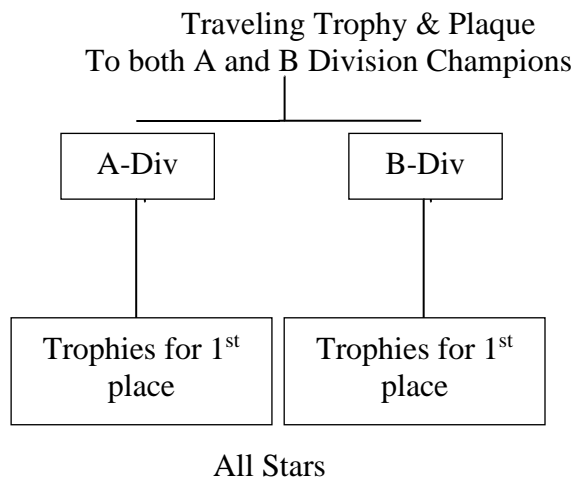 Traveling Trophy & Plaque
To both A and B Division Champions
A-Div
B-Div
Trophies for 1st
place
Trophies for 1st
place
All Stars